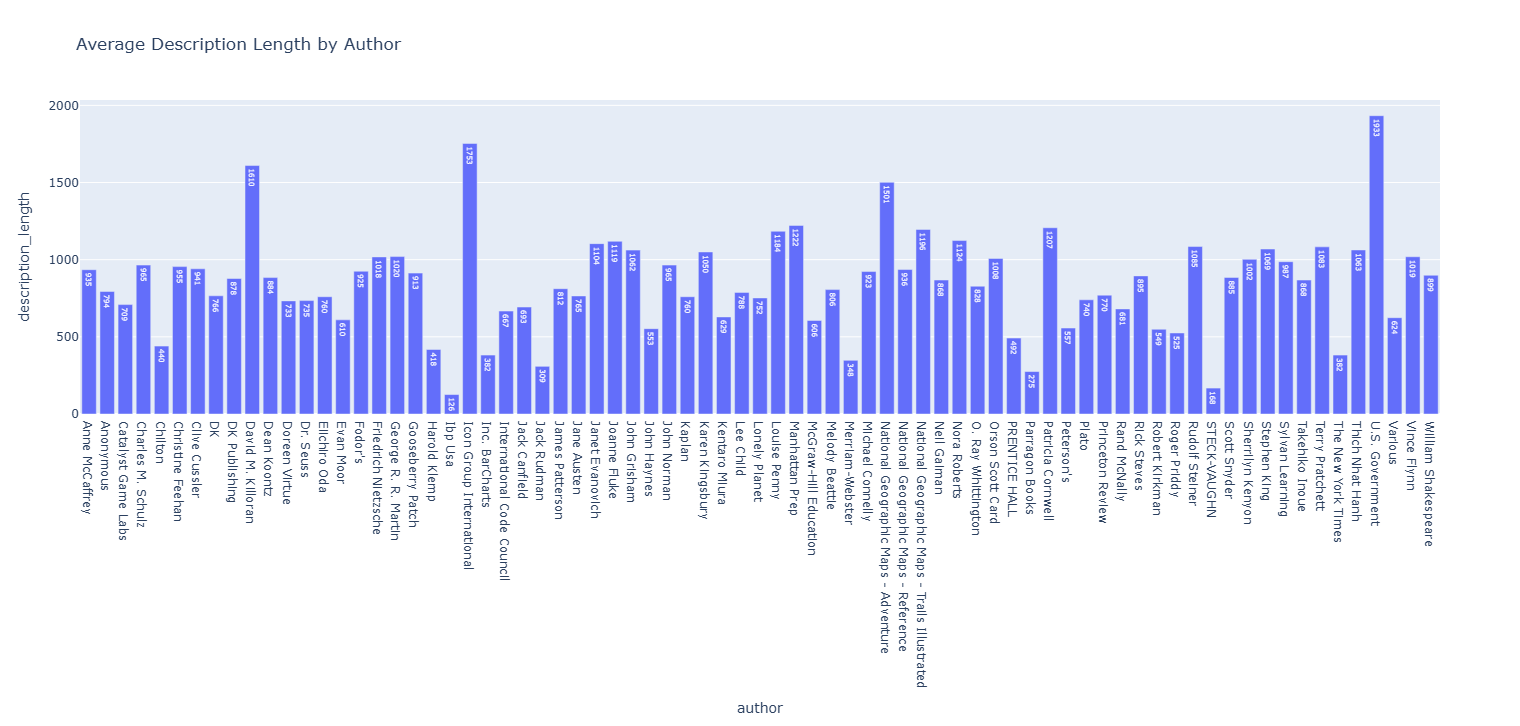 Average Description Length by Author
description_length
2000
1500
1000
500
0
935
794
709
965
440
955
941
766
878
1610
884
733
735
760
610
925
1018
1020
913
418
126
1753
382
667
693
309
812
765
1104
1119
1062
553
965
760
1050
629
788
752
1184
1222
606
806
348
923
1501
936
1196
868
1124
828
1008
492
275
1207
557
740
770
681
895
549
525
1085
168
885
1002
1069
987
868
1083
382
1063
1933
624
1019
899
Anne McCaffrey
Anonymous
Catalyst Game Labs
Charles M. Schulz
Chilton
Christine Feehan
Clive Cussler
DK
DK Publishing
David M. Killoran
Dean Koontz
Doreen Virtue
Dr. Seuss
Eiichiro Oda
Evan Moor
Fodor's
Friedrich Nietzsche
George R. R. Martin
Gooseberry Patch
Harold Klemp
Ibp Usa
Icon Group International
Inc. BarCharts
International Code Council
Jack Canfield
Jack Rudman
James Patterson
Jane Austen
Janet Evanovich
Joanne Fluke
John Grisham
John Haynes
John Norman
Kaplan
Karen Kingsbury
Kentaro Miura
Lee Child
Lonely Planet
Louise Penny
Manhattan Prep
McGraw-Hill Education
Melody Beattie
Merriam-Webster
Michael Connelly
National Geographic Maps - Adventure
National Geographic Maps - Reference
National Geographic Maps - Trails Illustrated
Neil Gaiman
Nora Roberts
O. Ray Whittington
Orson Scott Card
PRENTICE HALL
Parragon Books
Patricia Cornwell
Peterson's
Plato
Princeton Review
Rand McNally
Rick Steves
Robert Kirkman
Roger Priddy
Rudolf Steiner
STECK-VAUGHN
Scott Snyder
Sherrilyn Kenyon
Stephen King
Sylvan Learning
Takehiko Inoue
Terry Pratchett
The New York Times
Thich Nhat Hanh
U.S. Government
Various
Vince Flynn
William Shakespeare
author